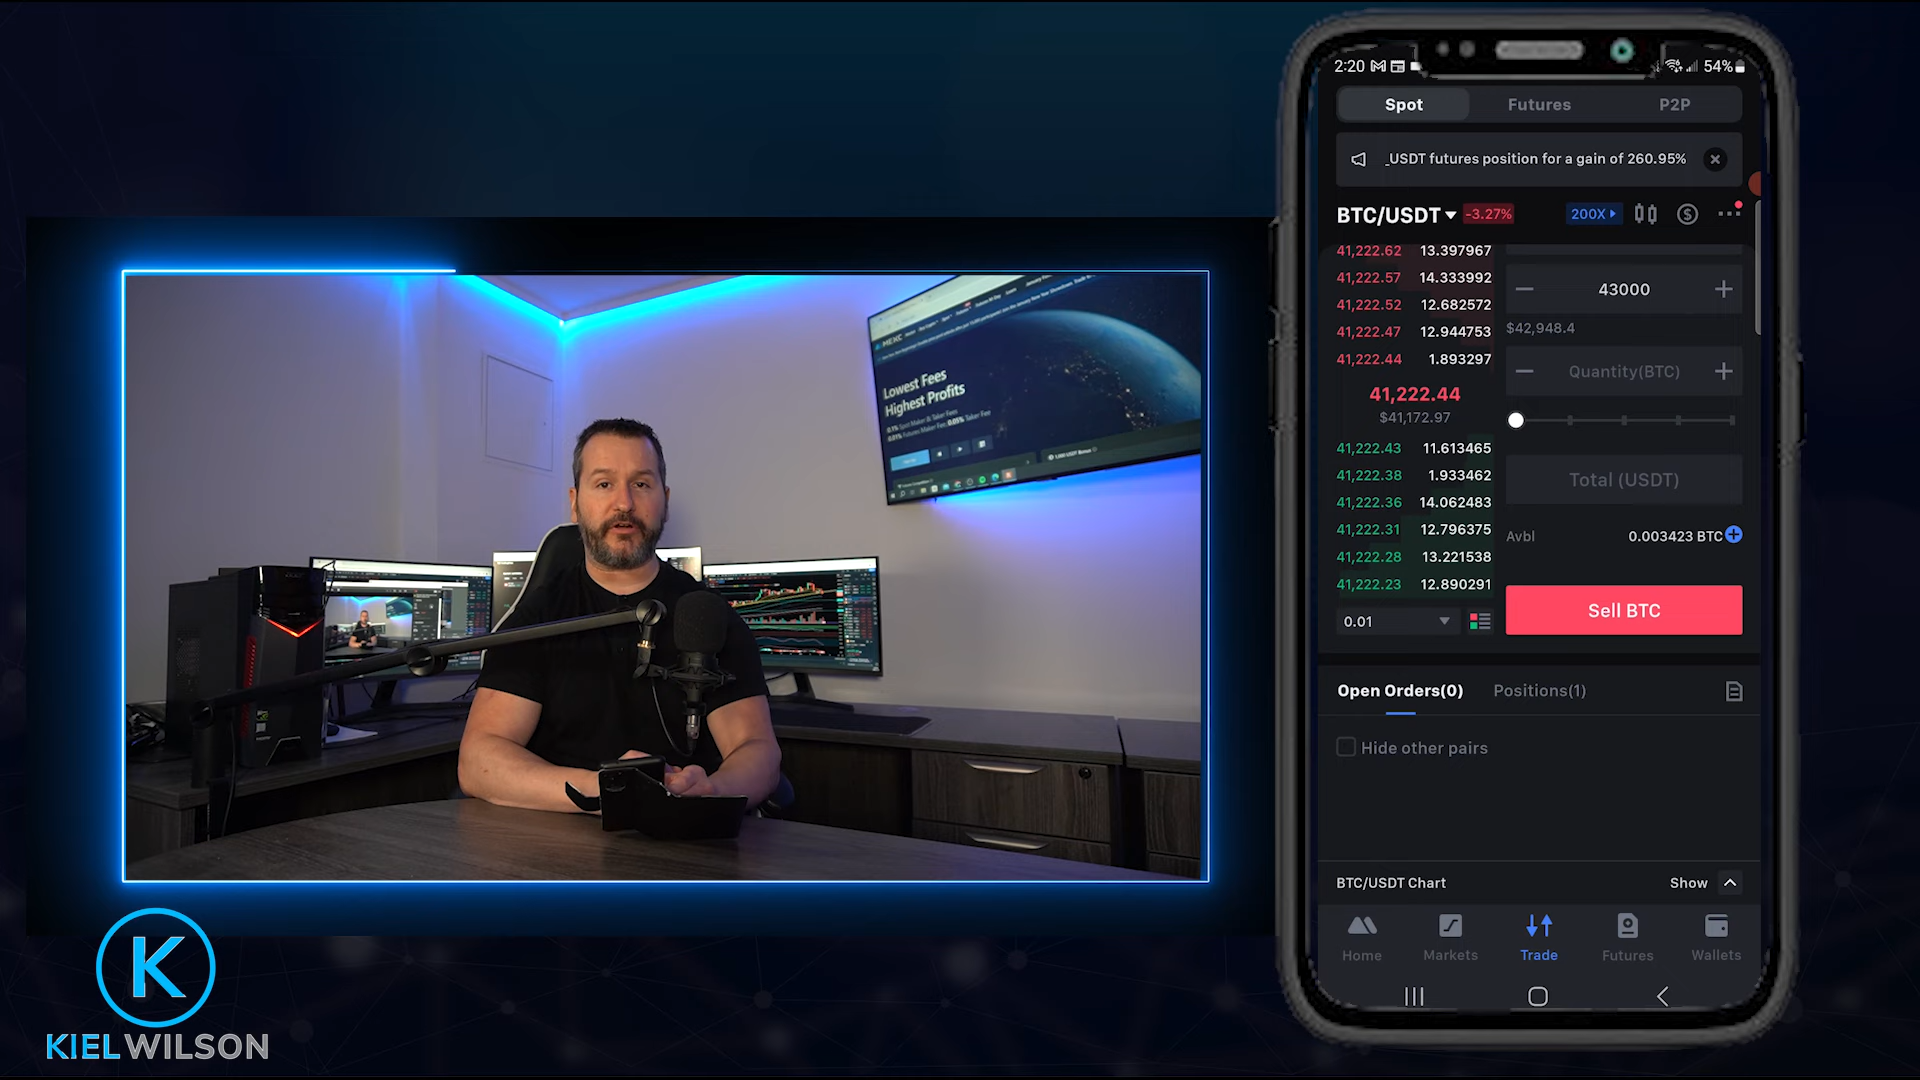 MEXC
Lowest Fees
Highest Profits
KIELWILSON
2:20
54%
Spot Futures P2P
_USDT futures position for a gain of 260.95%
BTC/USDT -3.27% 200X
41,222.62 13.397967
41,222.57 14.333992
41,222.52 12.682572
41,222.47 12.944753
41,222.44 1.893297
41,222.44
$41,172.97
41,222.43 11.613465
41,222.38 1.933462
41,222.36 14.062483
41,222.31 12.796375
41,222.28 13.221538
41,222.23 12.890291
0.01
43000
$42,948.4
Quantity(BTC)
Total (USDT)
Avbl 0.003423 BTC
Sell BTC
Open Orders(0) Positions(1)
Hide other pairs
BTC/USDT Chart Show
Home Markets Trade Futures Wallets